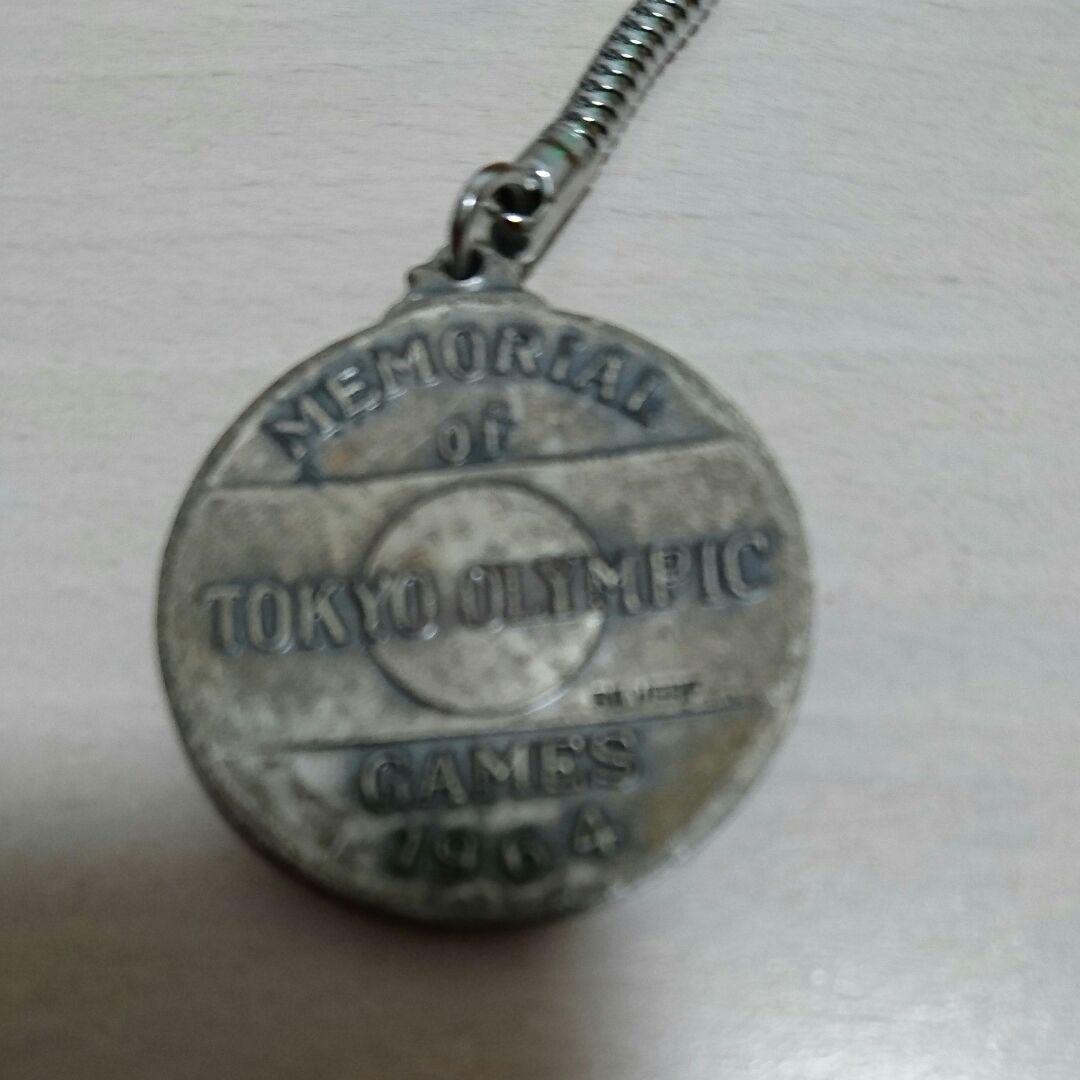 MEMORIAL
OF
TOKYO OLYMPIC
GAMES
1964